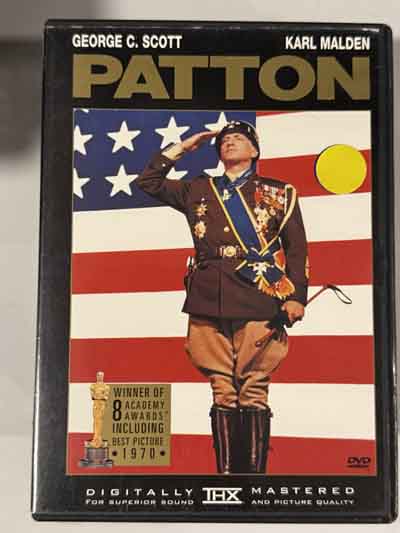 GEORGE C. SCOTT KARL MALDEN
PATTON
WINNER OF
8 ACADEMY
AWARDS®
INCLUDING
BEST PICTURE
• 1970 •
DVD
DIGITALLY THX MASTERED
FOR SUPERIOR SOUND AND PICTURE QUALITY